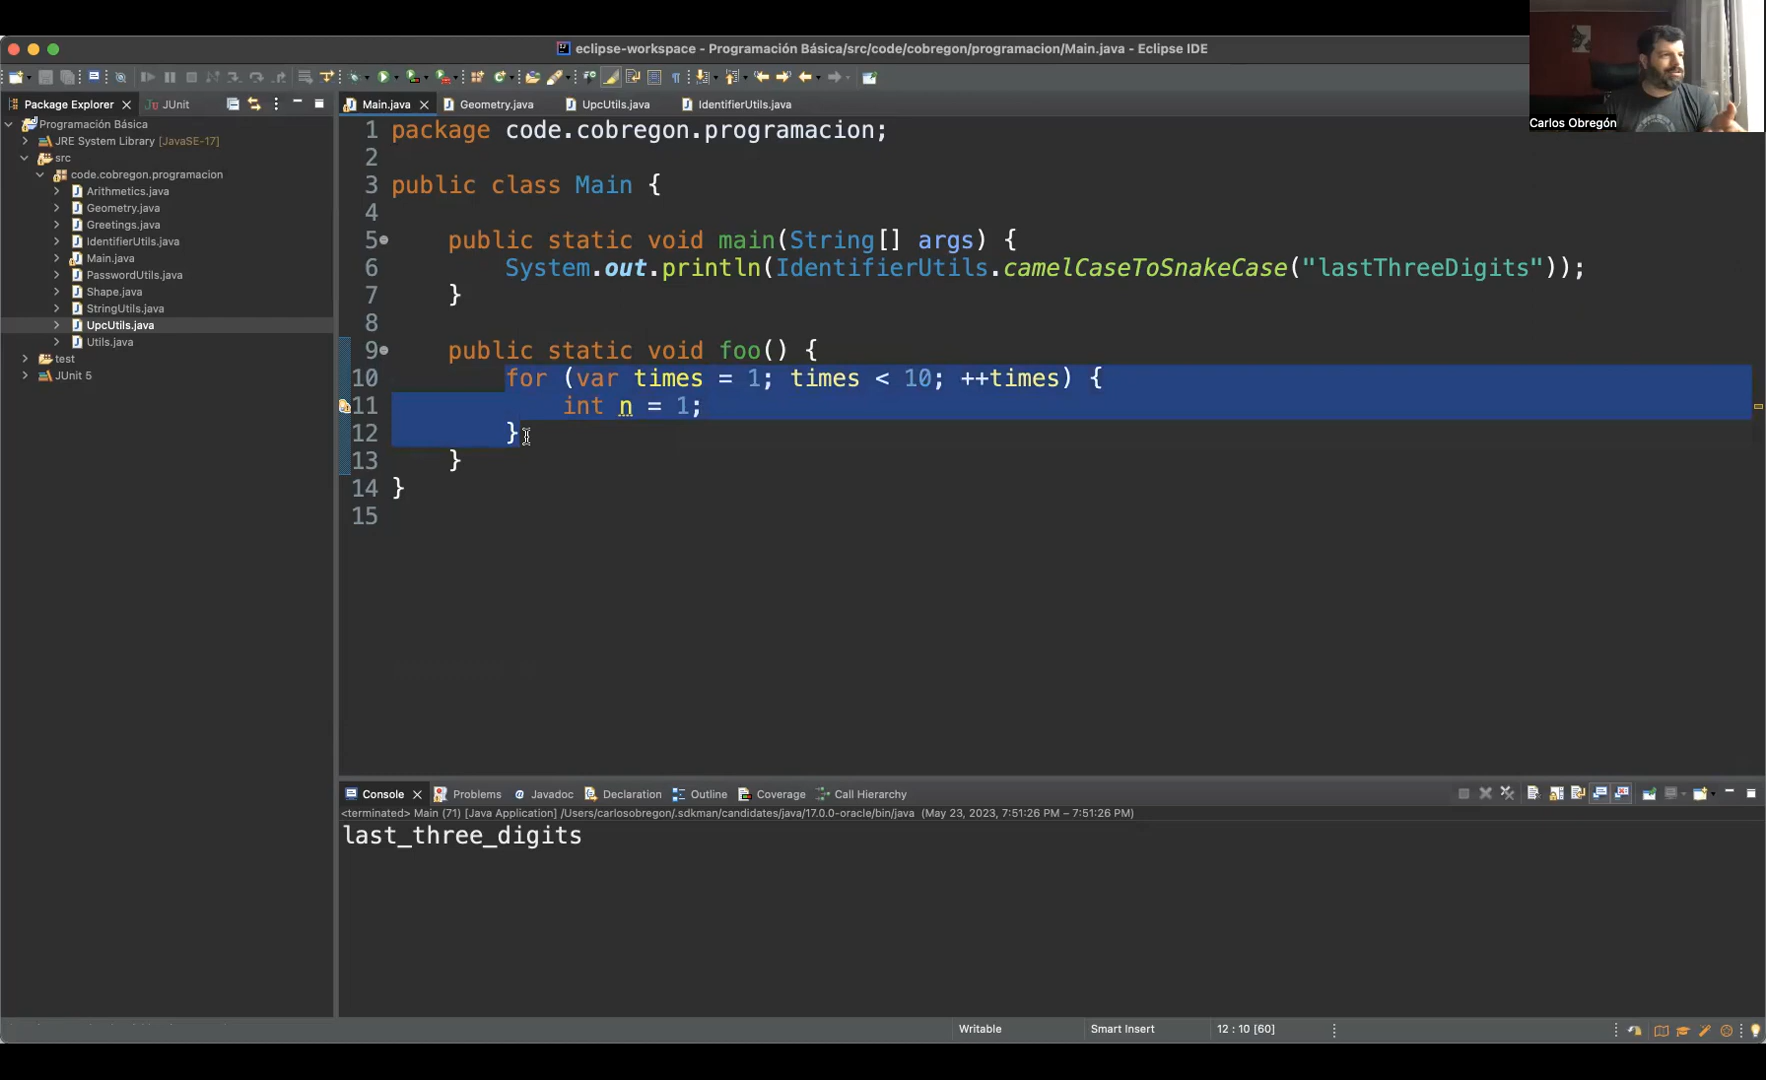 eclipse-workspace - Programación Básica/src/code/cobregon/programacion/Main.java - Eclipse IDE
Carlos Obregón
Package Explorer
JUnit
Programación Básica
JRE System Library [JavaSE-17]
src
code.cobregon.programacion
Arithmetics.java
Geometry.java
Greetings.java
IdentifierUtils.java
Main.java
PasswordUtils.java
Shape.java
StringUtils.java
UpcUtils.java
Utils.java
test
JUnit 5
Main.java
Geometry.java
UpcUtils.java
IdentifierUtils.java
1 package code.cobregon.programacion;
2
3 public class Main {
4
5 public static void main(String[] args) {
6 System.out.println(IdentifierUtils.camelCaseToSnakeCase("lastThreeDigits"));
7 }
8
9 public static void foo() {
10 for (var times = 1; times < 10; ++times) {
11 int n = 1;
12 }
13 }
14 }
15
Console
Problems
Javadoc
Declaration
Outline
Coverage
Call Hierarchy
<terminated> Main (71) [Java Application] /Users/carlosobregon/.sdkman/candidates/java/17.0.0-oracle/bin/java (May 23, 2023, 7:51:26 PM – 7:51:26 PM)
last_three_digits
Writable
Smart Insert
12 : 10 [60]